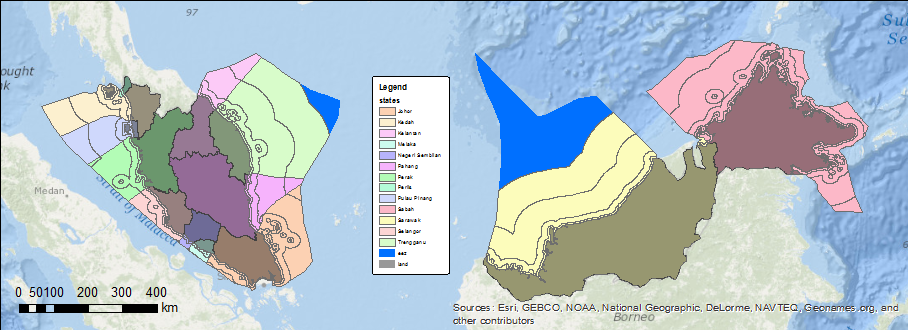 97
ought
nk
Su
Se
Medan
Strait of Malacca
Legend
states
Johor
Kedah
Kelantan
Melaka
Negeri Sembilan
Pahang
Perak
Perlis
Pulau Pinang
Sabah
Sarawak
Selangor
Trengganu
eez
land
0 50100 200 300 400
km
Sources: Esri, GEBCO, NOAA, National Geographic, DeLorme, NAVTEQ, Geonames.org, and
other contributors
Borneo